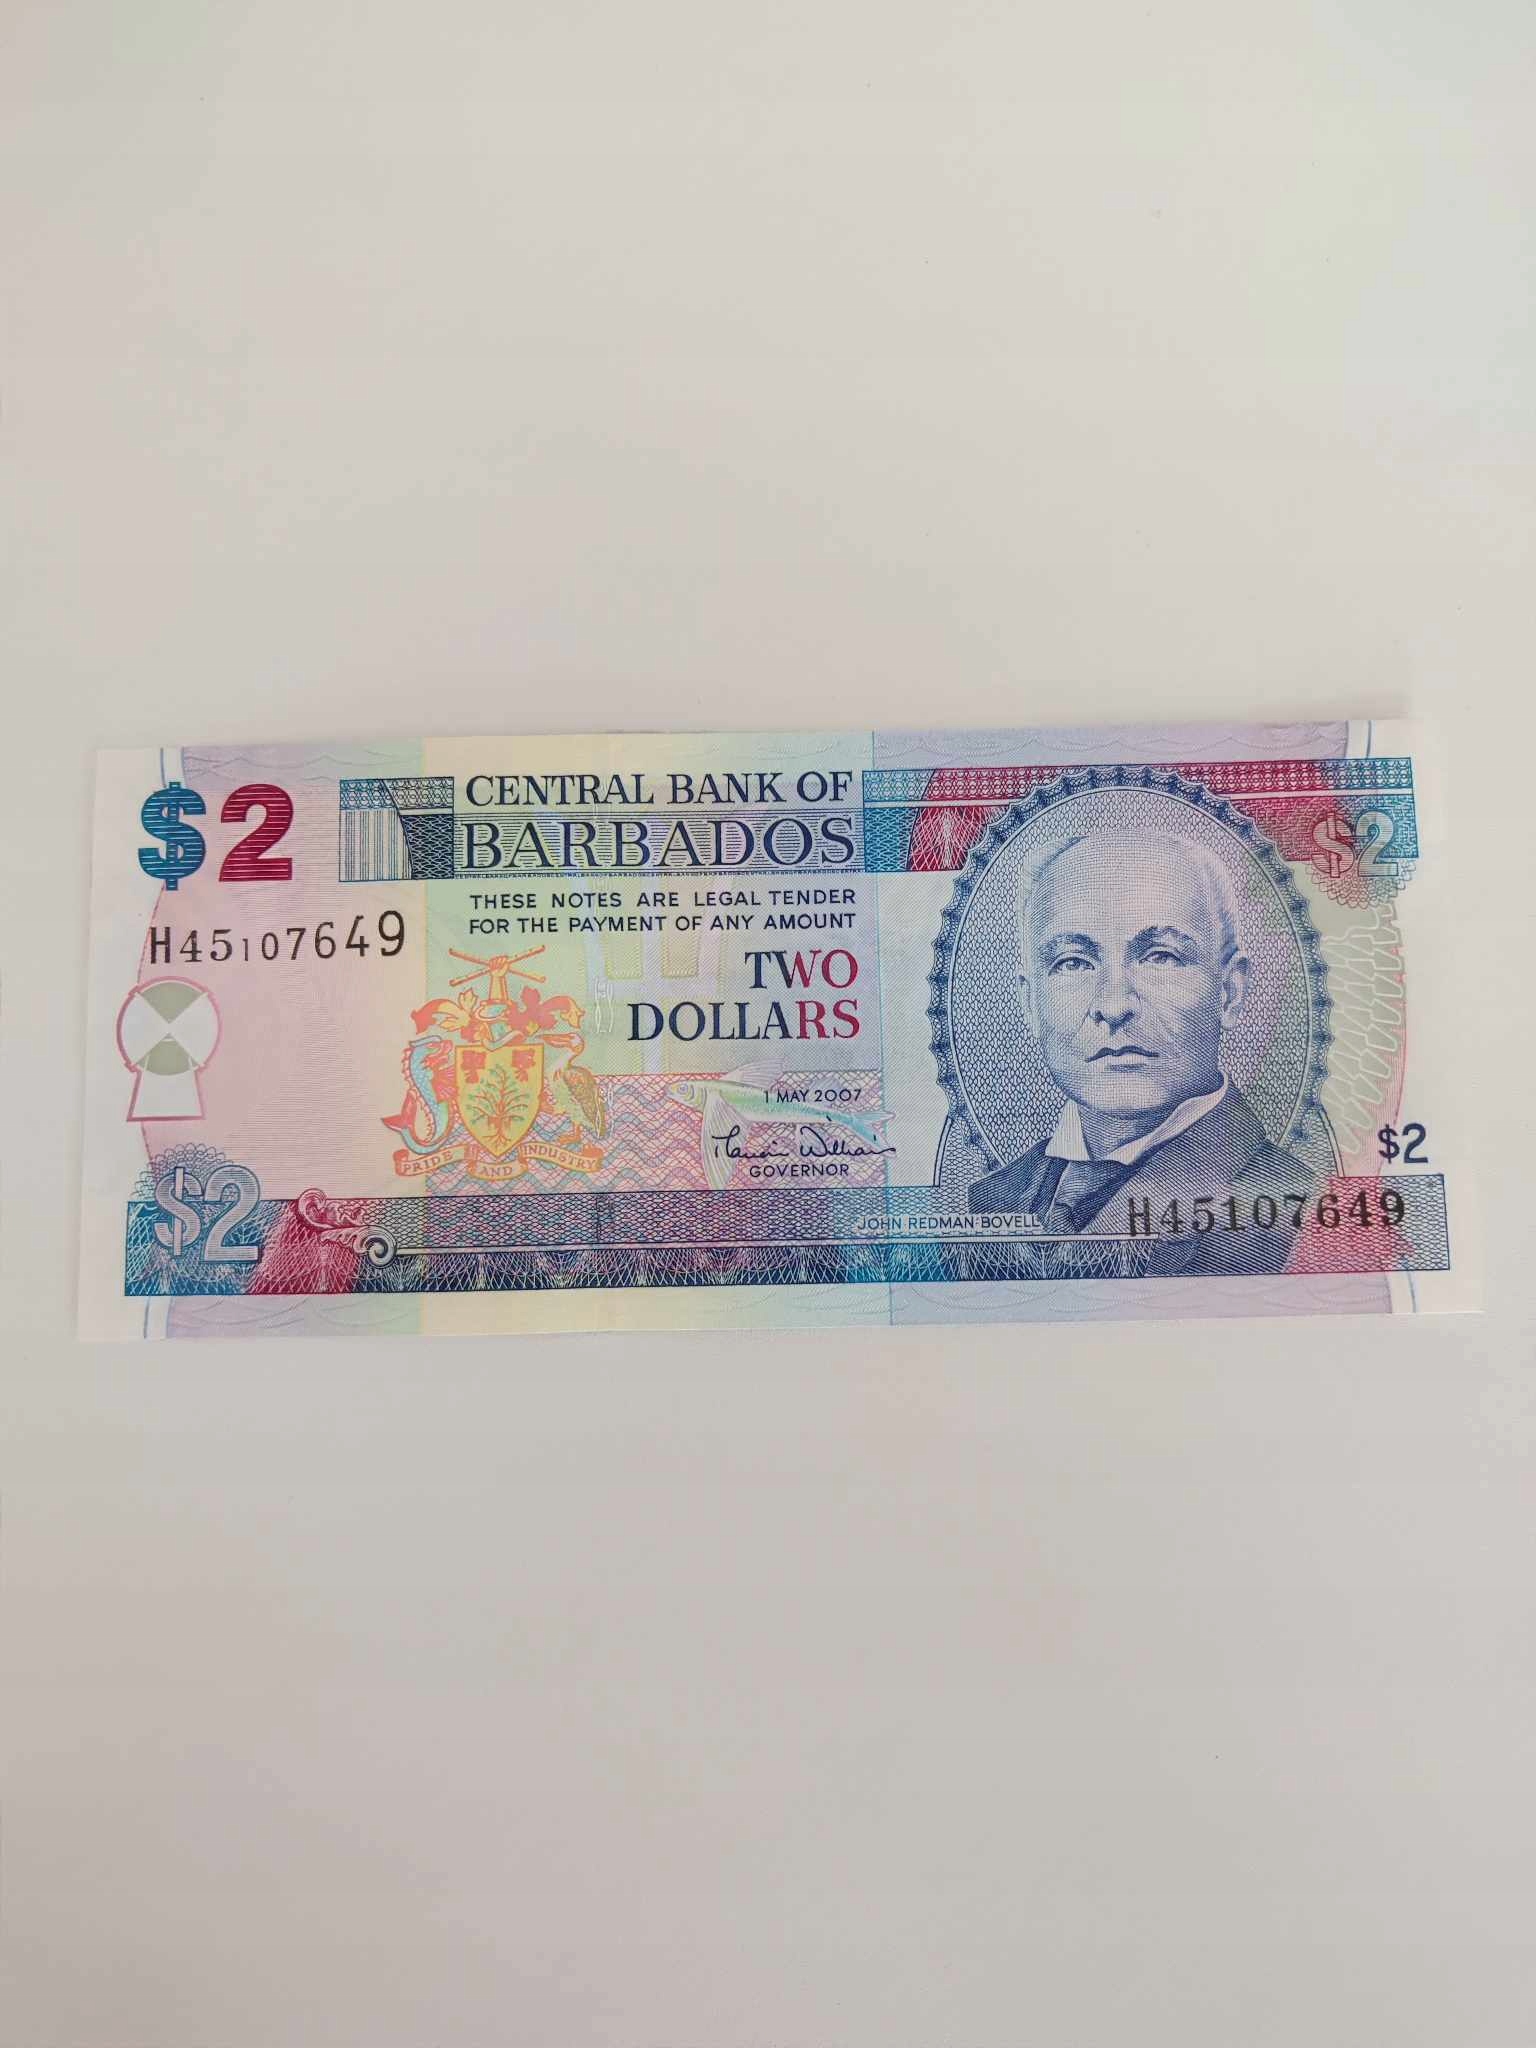 $2
CENTRAL BANK OF
BARBADOS
$2
THESE NOTES ARE LEGAL TENDER
FOR THE PAYMENT OF ANY AMOUNT
H45107649
TWO
DOLLARS
1 MAY 2007
GOVERNOR
PRIDE AND INDUSTRY
$2
$2
JOHN REDMAN BOVELL
H45107649